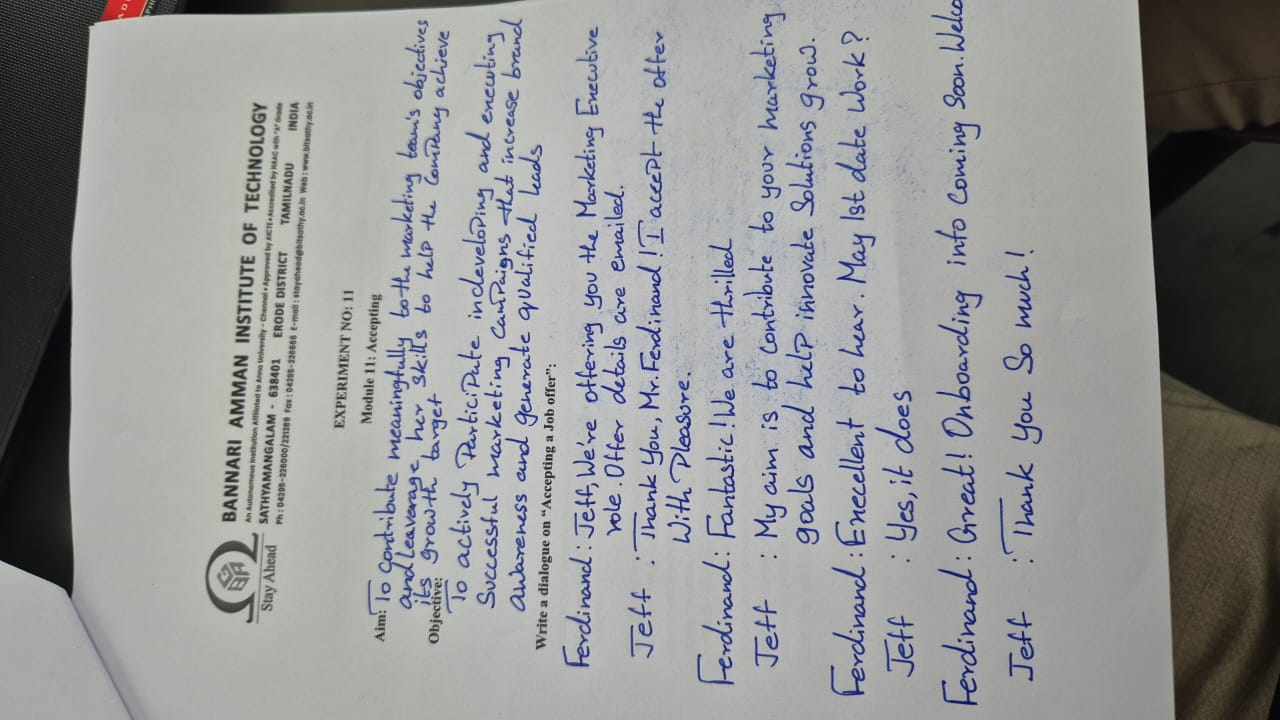 BANNARI AMMAN INSTITUTE OF TECHNOLOGY
An Autonomous Institution Affiliated to Anna University - Chennai • Approved by AICTE • Accredited by NAAC with "A" Grade
SATHYAMANGALAM - 638401 ERODE DISTRICT TAMILNADU INDIA
Ph : 04295-226000/221289 Fax : 04295-226666 E-mail : stayahead@bitsathy.ac.in Web : www.bitsathy.ac.in
Stay Ahead
EXPERIMENT NO: 11
Module 11: Accepting
Aim: To Contribute meaningfully to the marketing team's objectives
and leverage her skills to help the Company achieve
its growth target
Objective:
To actively Participate indeveloping and executing
Successful marketing Campaigns that increase brand
awareness and generate qualified leads
Write a dialogue on “Accepting a Job offer”:
Ferdinand : Jeff, We're offering you the Marketing Executive
role. Offer details are emailed.
Jeff : Thank You, Mr. Ferdinand! I accept the offer
With Pleasure.
Ferdinand : Fantastic! We are thrilled
Jeff : My aim is to Contribute to your marketing
goals and help innovate Solutions grow.
Ferdinand : Enecellent to hear. May 1st date Work?
Jeff : Yes, it does
Ferdinand : Great! Onboarding info Coming Soon. Welco
Jeff : Thank You So much!